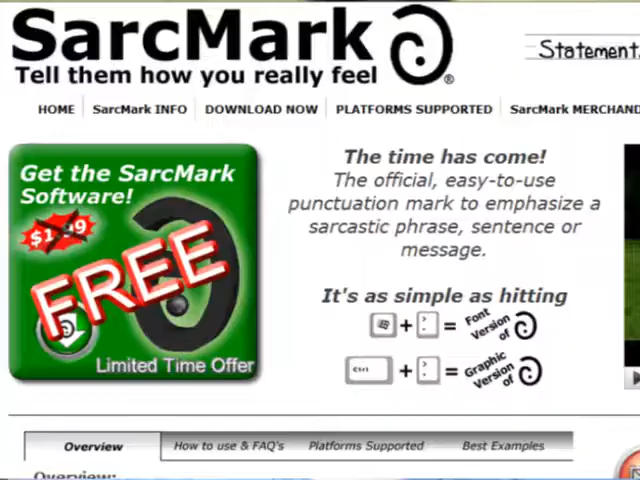 SarcMark ®
Tell them how you really feel
Statement.
HOME SarcMark INFO DOWNLOAD NOW PLATFORMS SUPPORTED SarcMark MERCHAND
Get the SarcMark
Software!
$1.99
FREE
Limited Time Offer
The time has come!
The official, easy-to-use
punctuation mark to emphasize a
sarcastic phrase, sentence or
message.
It's as simple as hitting
+ > . = Font Version of
Ctrl + > . = Graphic Version of
Overview How to use & FAQ's Platforms Supported Best Examples
Overview: